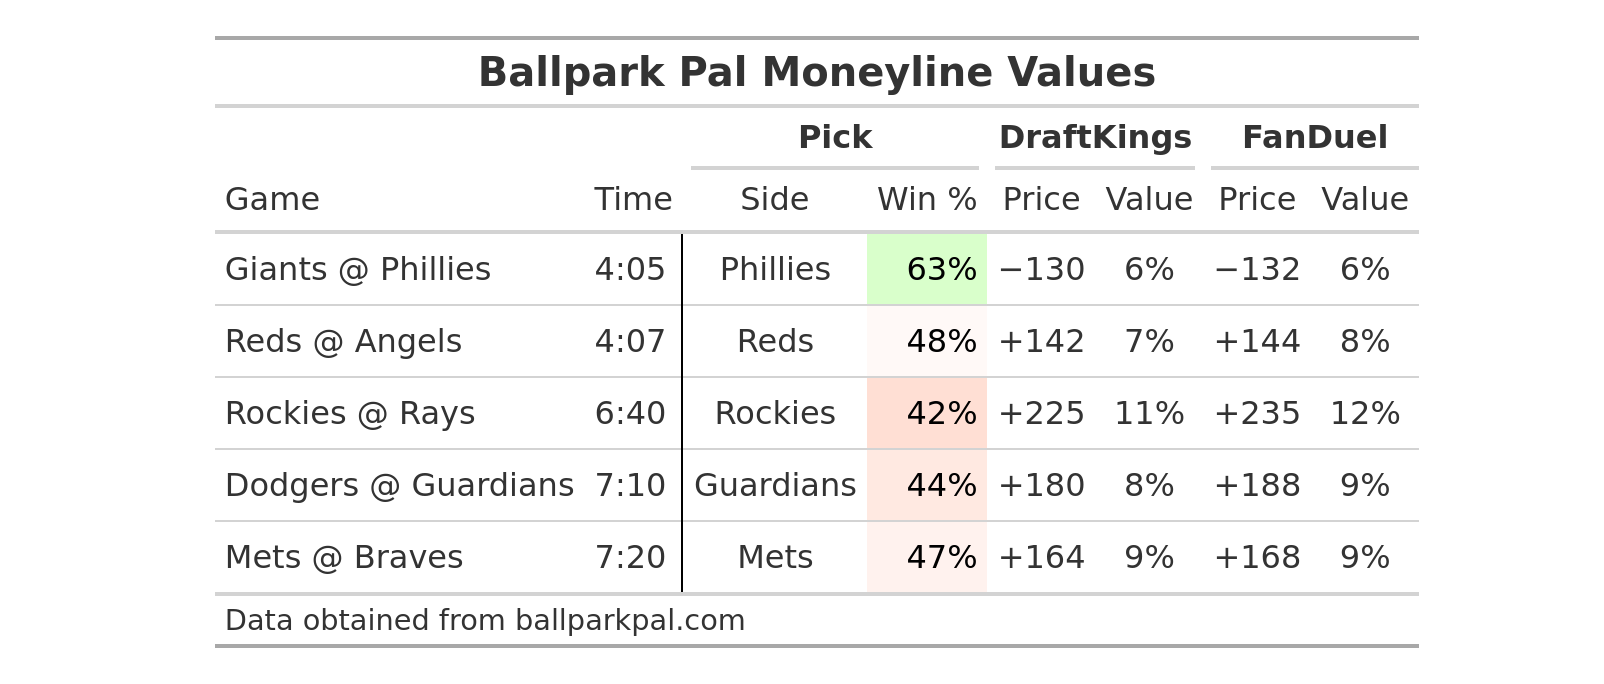 Ballpark Pal Moneyline Values
Pick DraftKings FanDuel
Game Time Side Win % Price Value Price Value
Giants @ Phillies 4:05 Phillies 63% −130 6% −132 6%
Reds @ Angels 4:07 Reds 48% +142 7% +144 8%
Rockies @ Rays 6:40 Rockies 42% +225 11% +235 12%
Dodgers @ Guardians 7:10 Guardians 44% +180 8% +188 9%
Mets @ Braves 7:20 Mets 47% +164 9% +168 9%
Data obtained from ballparkpal.com